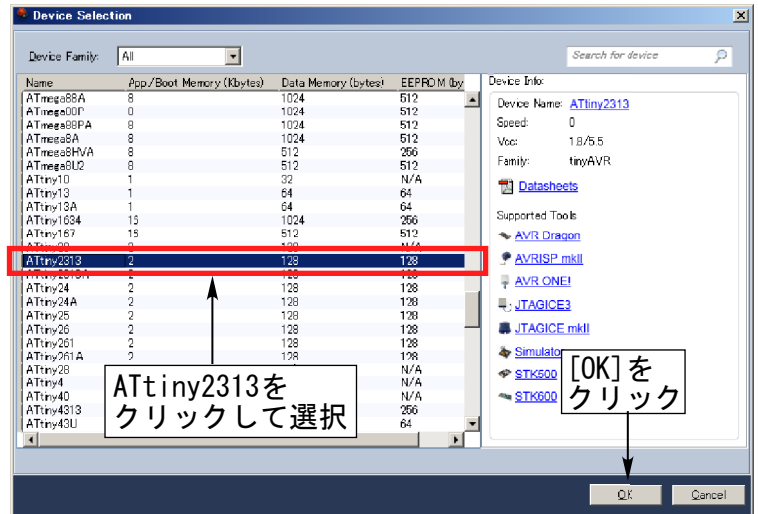 Device Selection
Device Family: All
Search for device
Name App./Boot Memory (Kbytes) Data Memory (bytes) EEPROM (by
ATmega88A 8 1024 512
1024 512
ATmega88PA 8 1024 512
ATmega8A 8 1024 512
ATmega8HVA 8 512 256
ATmega8U2 8 512 512
ATtiny10 1 32 N/A
ATtiny13 1 64 64
ATtiny13A 1 64 64
ATtiny1634 16 1024 256
ATtiny167 16 512 512
ATtiny2313 2 128 128
ATtiny24 2 128 128
ATtiny24A 2 128 128
ATtiny25 2 128 128
ATtiny26 2 128 128
ATtiny261 2 128 128
ATtiny261A 2 128 128
ATtiny28 N/A
ATtiny4 N/A
ATtiny40 N/A
ATtiny4313 256
ATtiny43U 64
ATtiny2313を
クリックして選択
Device Info:
Device Name: ATtiny2313
Speed: 0
Vcc: 1.8/5.5
Family: tinyAVR
Datasheets
Supported Tools
AVR Dragon
AVRISP mkII
AVR ONE!
JTAGICE3
JTAGICE mkII
Simulato
STK500
STK600
[OK]を
クリック
OK Cancel